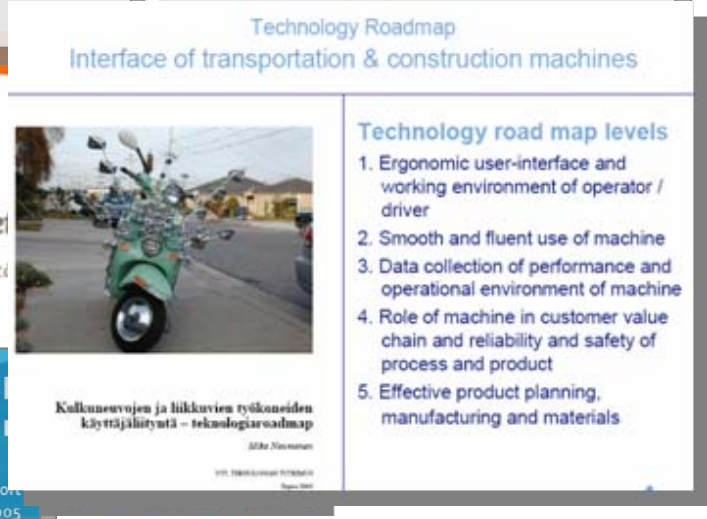 Technology Roadmap
Interface of transportation & construction machines
Technology road map levels
1. Ergonomic user-interface and
working environment of operator /
driver
2. Smooth and fluent use of machine
3. Data collection of performance and
operational environment of machine
4. Role of machine in customer value
chain and reliability and safety of
process and product
5. Effective product planning,
manufacturing and materials
Kulkuneuvojen ja liikkuvien työkoneiden
käyttäjäliityntä – teknologiaroadmap